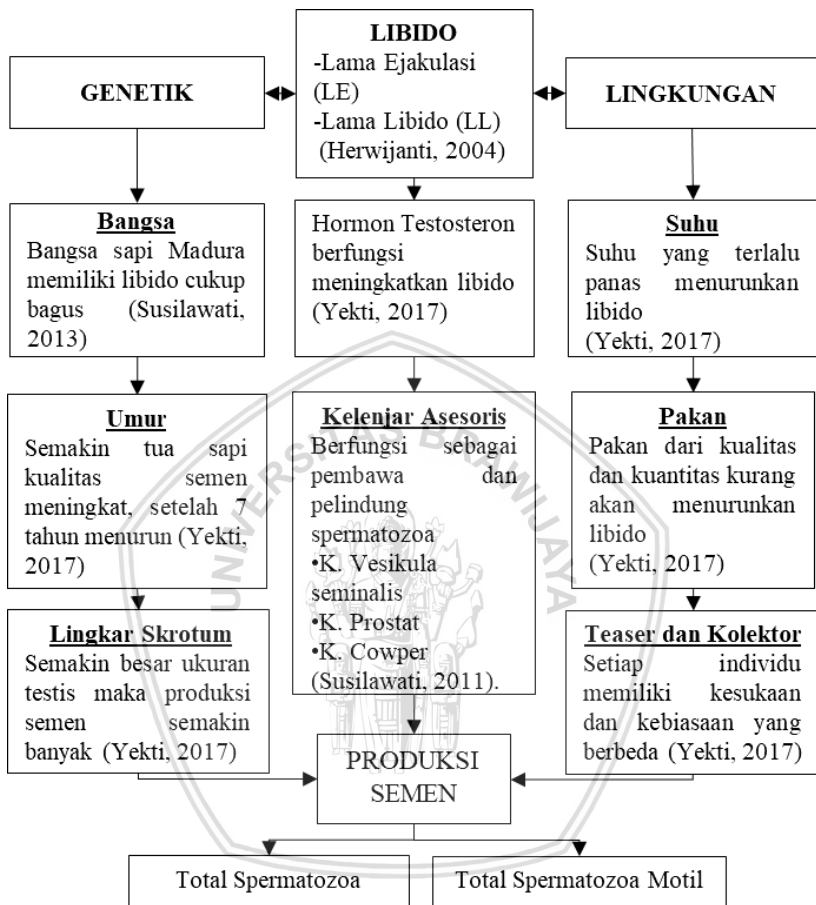 LIBIDO
-Lama Ejakulasi
(LE)
-Lama Libido (LL)
(Herwijanti, 2004)
GENETIK
LINGKUNGAN
Bangsa
Bangsa sapi Madura
memiliki libido cukup
bagus (Susilawati,
2013)
Hormon Testosteron
berfungsi
meningkatkan libido
(Yekti, 2017)
Suhu
Suhu yang terlalu
panas menurunkan
libido
(Yekti, 2017)
Umur
Semakin tua sapi
kualitas semen
meningkat, setelah 7
tahun menurun (Yekti,
2017)
Kelenjar Asesoris
Berfungsi sebagai
pembawa dan
pelindung
spermatozoa
•K. Vesikula
seminalis
•K. Prostat
•K. Cowper
(Susilawati, 2011).
Pakan
Pakan dari kualitas
dan kuantitas kurang
akan menurunkan
libido
(Yekti, 2017)
Lingkar Skrotum
Semakin besar ukuran
testis maka produksi
semen semakin
banyak (Yekti, 2017)
Teaser dan Kolektor
Setiap individu
memiliki kesukaan
dan kebiasaan yang
berbeda (Yekti, 2017)
PRODUKSI
SEMEN
Total Spermatozoa
Total Spermatozoa Motil
UNIVERSITAS BRAWIJAYA